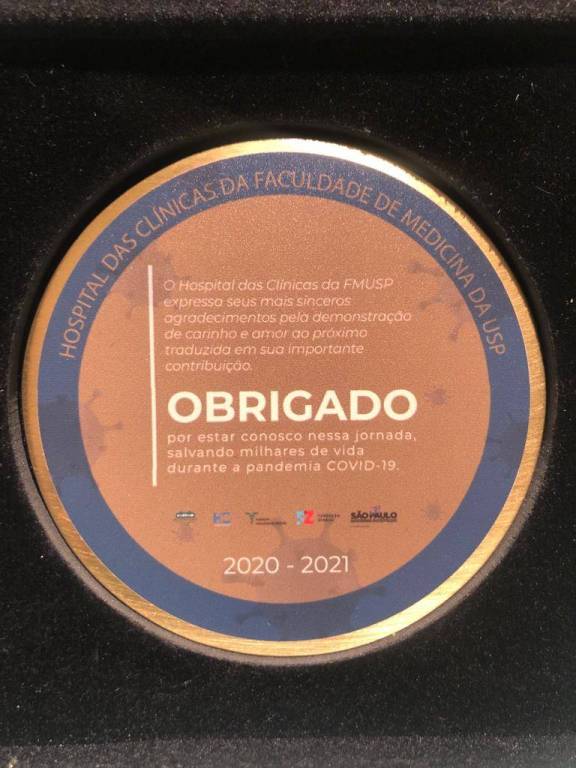 HOSPITAL DAS CLÍNICAS DA FACULDADE DE MEDICINA DA USP
O Hospital das Clínicas da FMUSP
expressa seus mais sinceros
agradecimentos pela demonstração
de carinho e amor ao próximo
traduzida em sua importante
contribuição.
OBRIGADO
por estar conosco nessa jornada,
salvando milhares de vida
durante a pandemia COVID-19.
SÃO PAULO
2020 - 2021